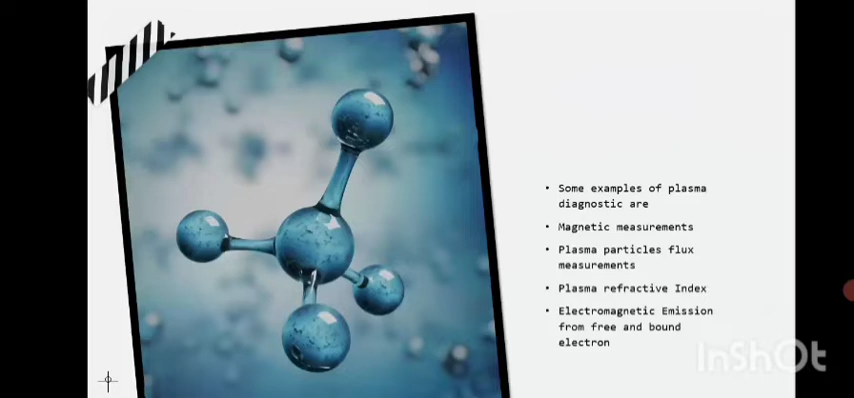 • Some examples of plasma
diagnostic are
• Magnetic measurements
• Plasma particles flux
measurements
• Plasma refractive Index
• Electromagnetic Emission
from free and bound
electron
InShOt